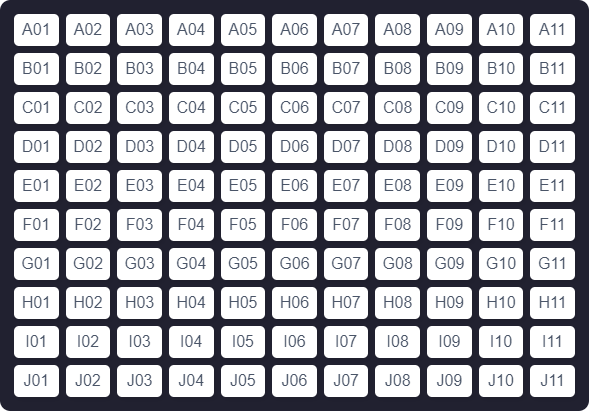 A01 A02 A03 A04 A05 A06 A07 A08 A09 A10 A11
B01 B02 B03 B04 B05 B06 B07 B08 B09 B10 B11
C01 C02 C03 C04 C05 C06 C07 C08 C09 C10 C11
D01 D02 D03 D04 D05 D06 D07 D08 D09 D10 D11
E01 E02 E03 E04 E05 E06 E07 E08 E09 E10 E11
F01 F02 F03 F04 F05 F06 F07 F08 F09 F10 F11
G01 G02 G03 G04 G05 G06 G07 G08 G09 G10 G11
H01 H02 H03 H04 H05 H06 H07 H08 H09 H10 H11
I01 I02 I03 I04 I05 I06 I07 I08 I09 I10 I11
J01 J02 J03 J04 J05 J06 J07 J08 J09 J10 J11